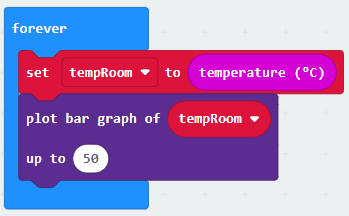 forever
set tempRoom to temperature (°C)
plot bar graph of tempRoom
up to 50